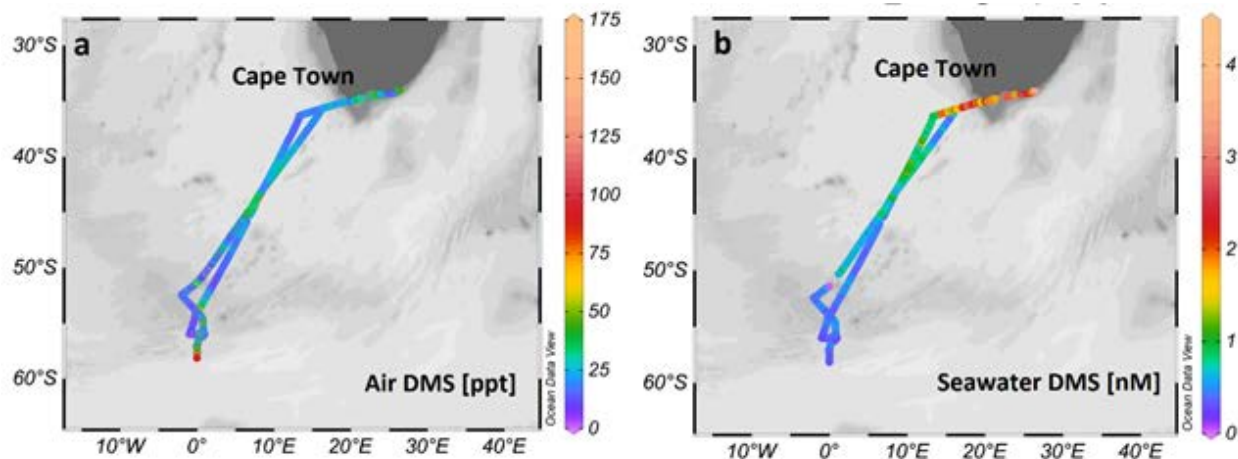 a
Cape Town
Air DMS [ppt]
30°S
40°S
50°S
60°S
10°W 0° 10°E 20°E 30°E 40°E
175
150
125
100
75
50
25
0
Ocean Data View
b
Cape Town
Seawater DMS [nM]
30°S
40°S
50°S
60°S
10°W 0° 10°E 20°E 30°E 40°E
4
3
2
1
0
Ocean Data View